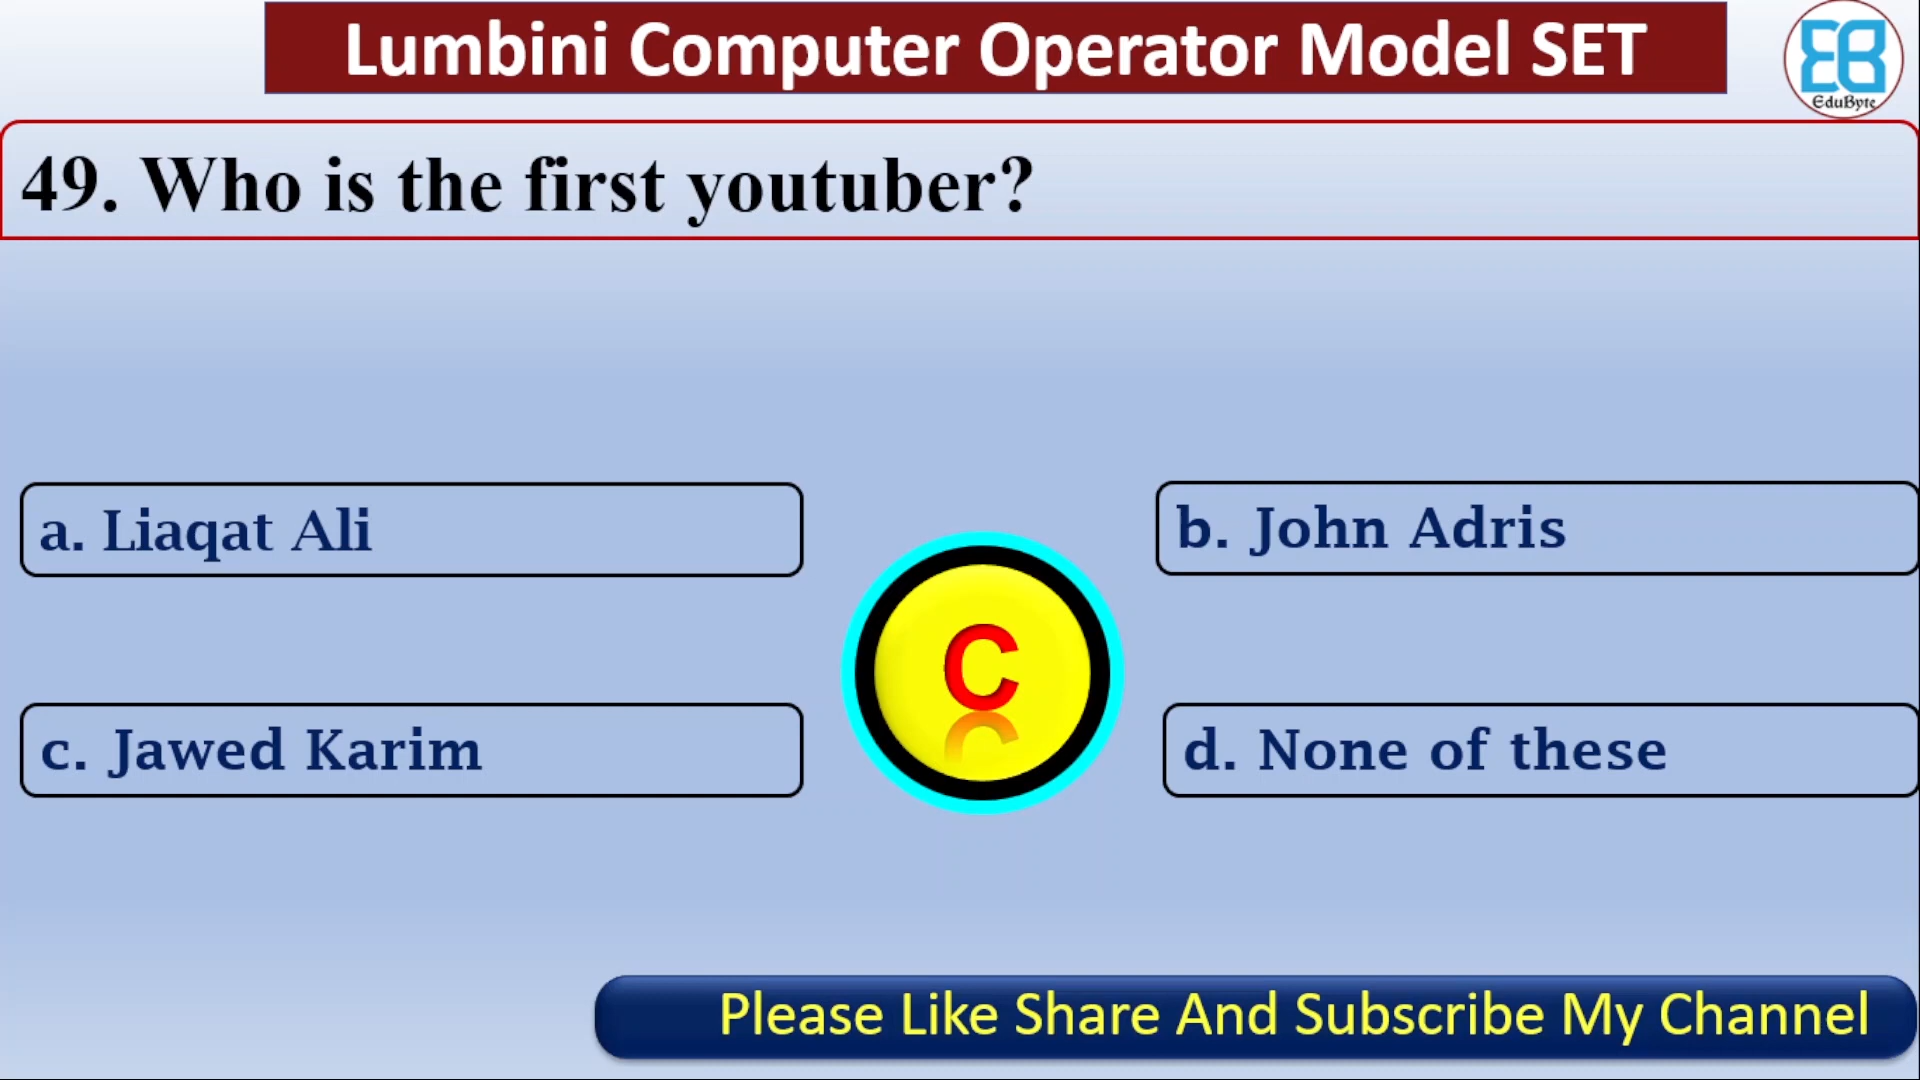 Lumbini Computer Operator Model SET
EB
EduByte
49. Who is the first youtuber?
a. Liaqat Ali
b. John Adris
C
c. Jawed Karim
d. None of these
Please Like Share And Subscribe My Channel